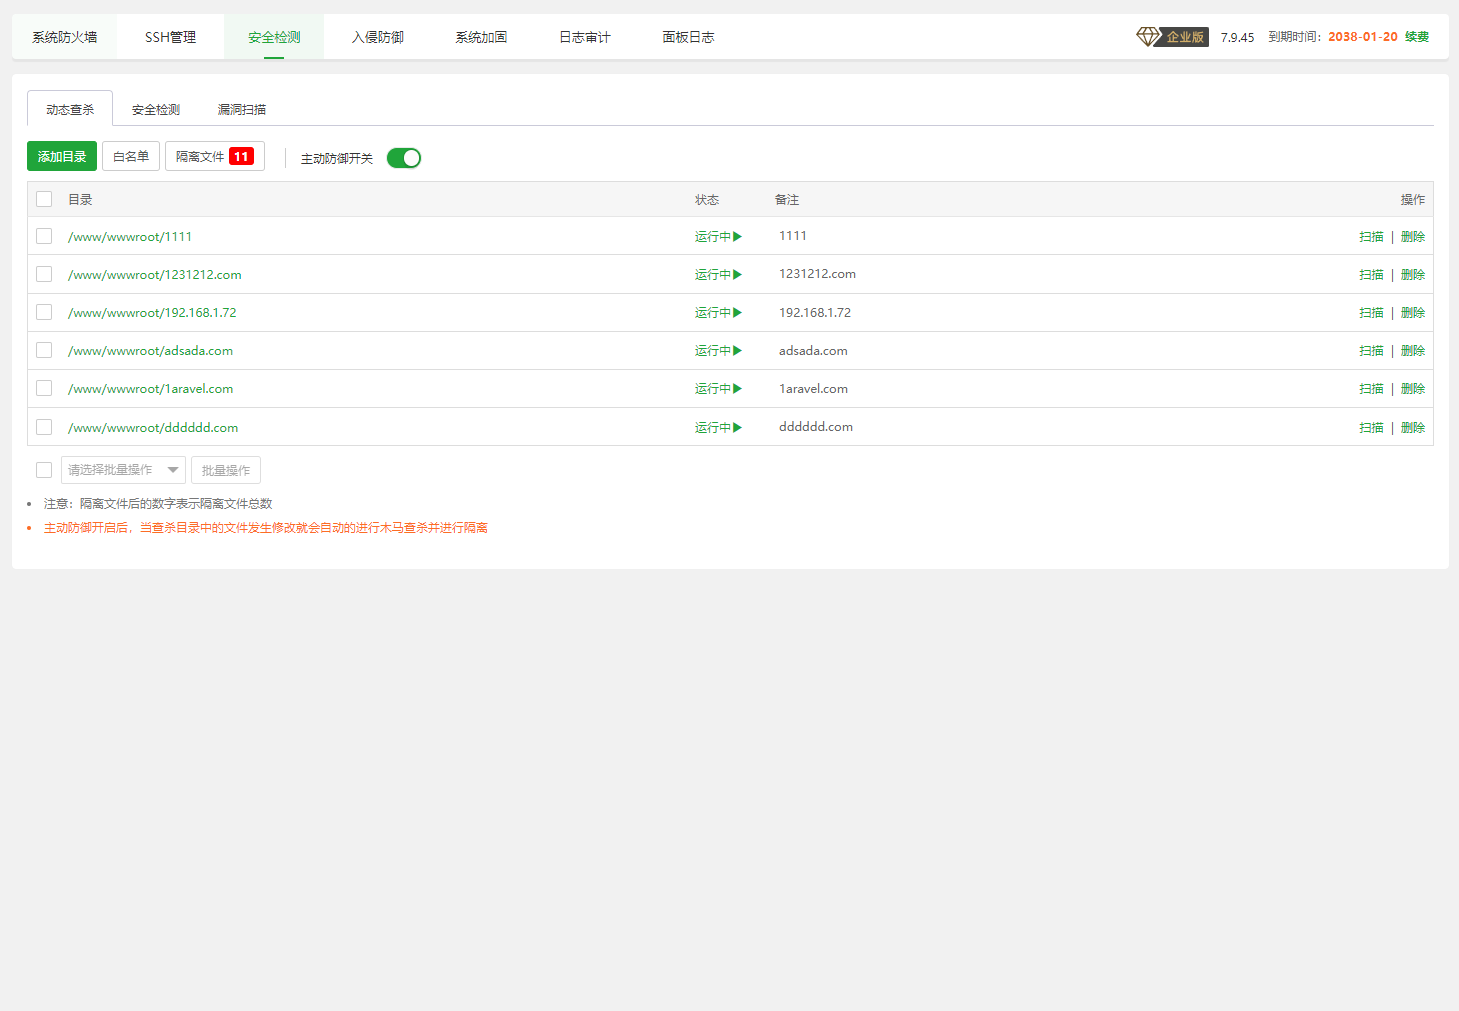 系统防火墙 SSH管理 安全检测 入侵防御 系统加固 日志审计 面板日志 企业版 7.9.45 到期时间: 2038-01-20 续费
动态查杀 安全检测 漏洞扫描
添加目录 白名单 隔离文件 11 主动防御开关
目录 状态 备注 操作
/www/wwwroot/1111 运行中 1111 扫描 | 删除
/www/wwwroot/1231212.com 运行中 1231212.com 扫描 | 删除
/www/wwwroot/192.168.1.72 运行中 192.168.1.72 扫描 | 删除
/www/wwwroot/adsada.com 运行中 adsada.com 扫描 | 删除
/www/wwwroot/1aravel.com 运行中 1aravel.com 扫描 | 删除
/www/wwwroot/dddddd.com 运行中 dddddd.com 扫描 | 删除
请选择批量操作 批量操作
注意：隔离文件后的数字表示隔离文件总数
主动防御开启后，当查杀目录中的文件发生修改就会自动的进行木马查杀并进行隔离